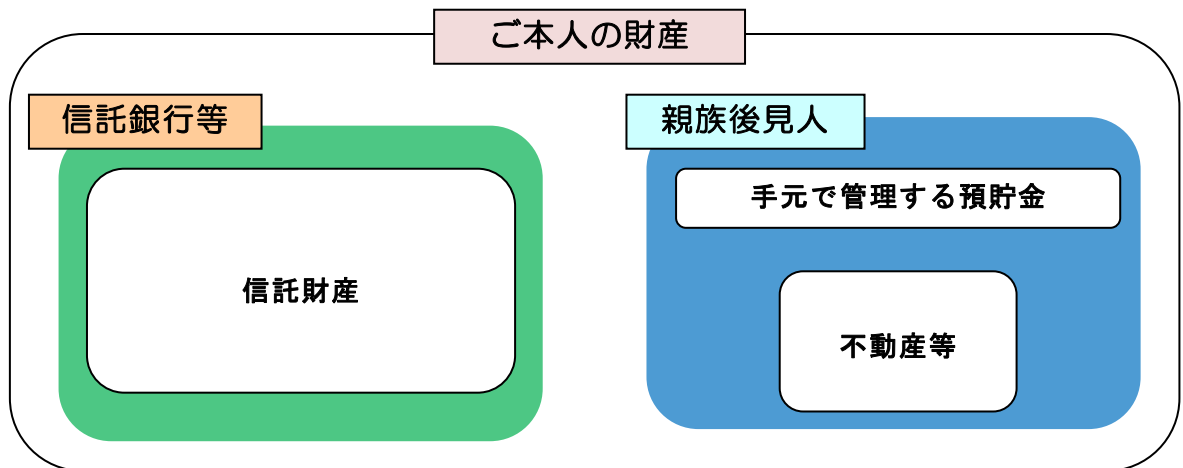 ご本人の財産
信託銀行等
親族後見人
手元で管理する預貯金
信託財産
不動産等